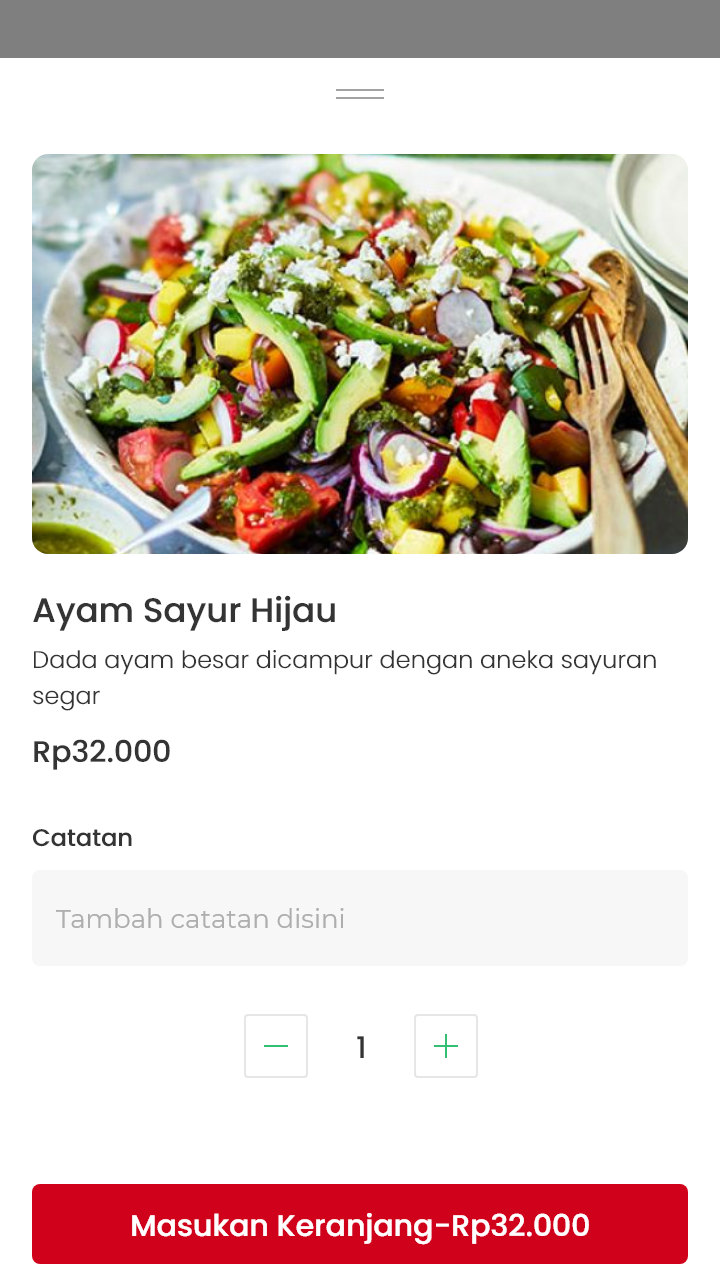 Ayam Sayur Hijau
Dada ayam besar dicampur dengan aneka sayuran
segar
Rp32.000
Catatan
Tambah catatan disini
1
Masukan Keranjang-Rp32.000